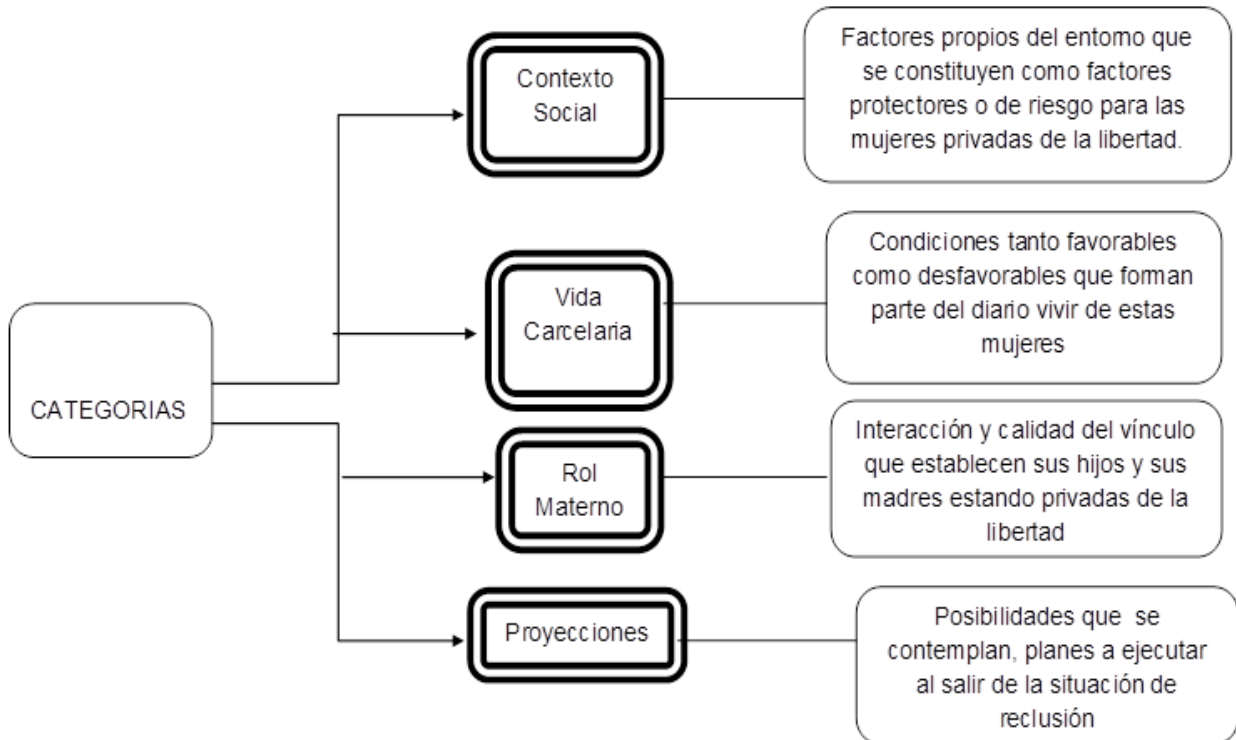 CATEGORIAS
Contexto
Social
Factores propios del entorno que
se constituyen como factores
protectores o de riesgo para las
mujeres privadas de la libertad.
Vida
Carcelaria
Condiciones tanto favorables
como desfavorables que forman
parte del diario vivir de estas
mujeres
Rol
Materno
Interacción y calidad del vínculo
que establecen sus hijos y sus
madres estando privadas de la
libertad
Proyecciones
Posibilidades que se
contemplan, planes a ejecutar
al salir de la situación de
reclusión